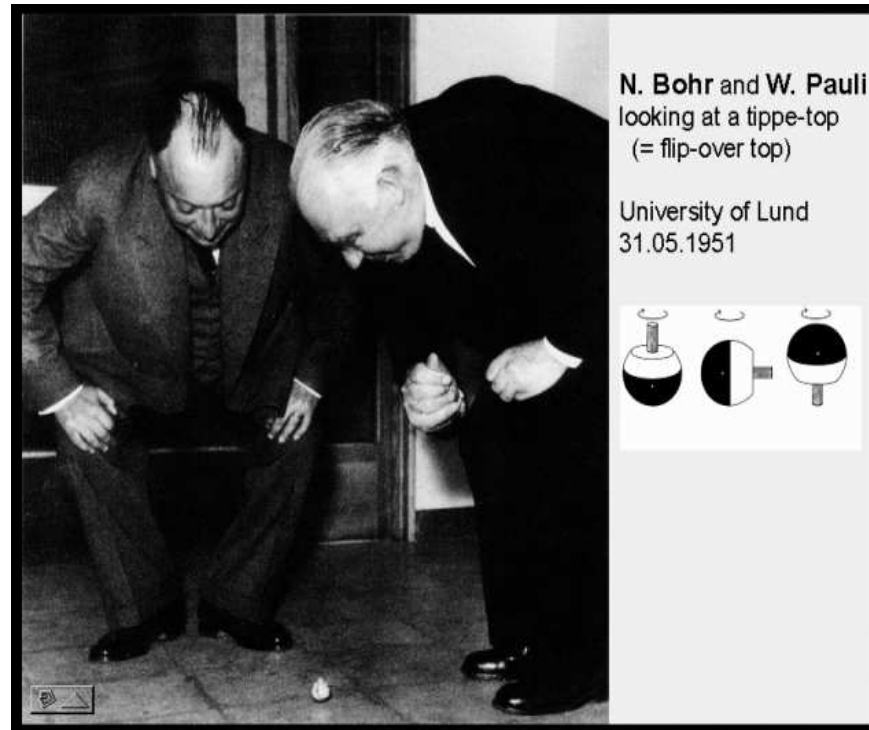 N. Bohr and W. Pauli
looking at a tippe-top
(= flip-over top)
University of Lund
31.05.1951